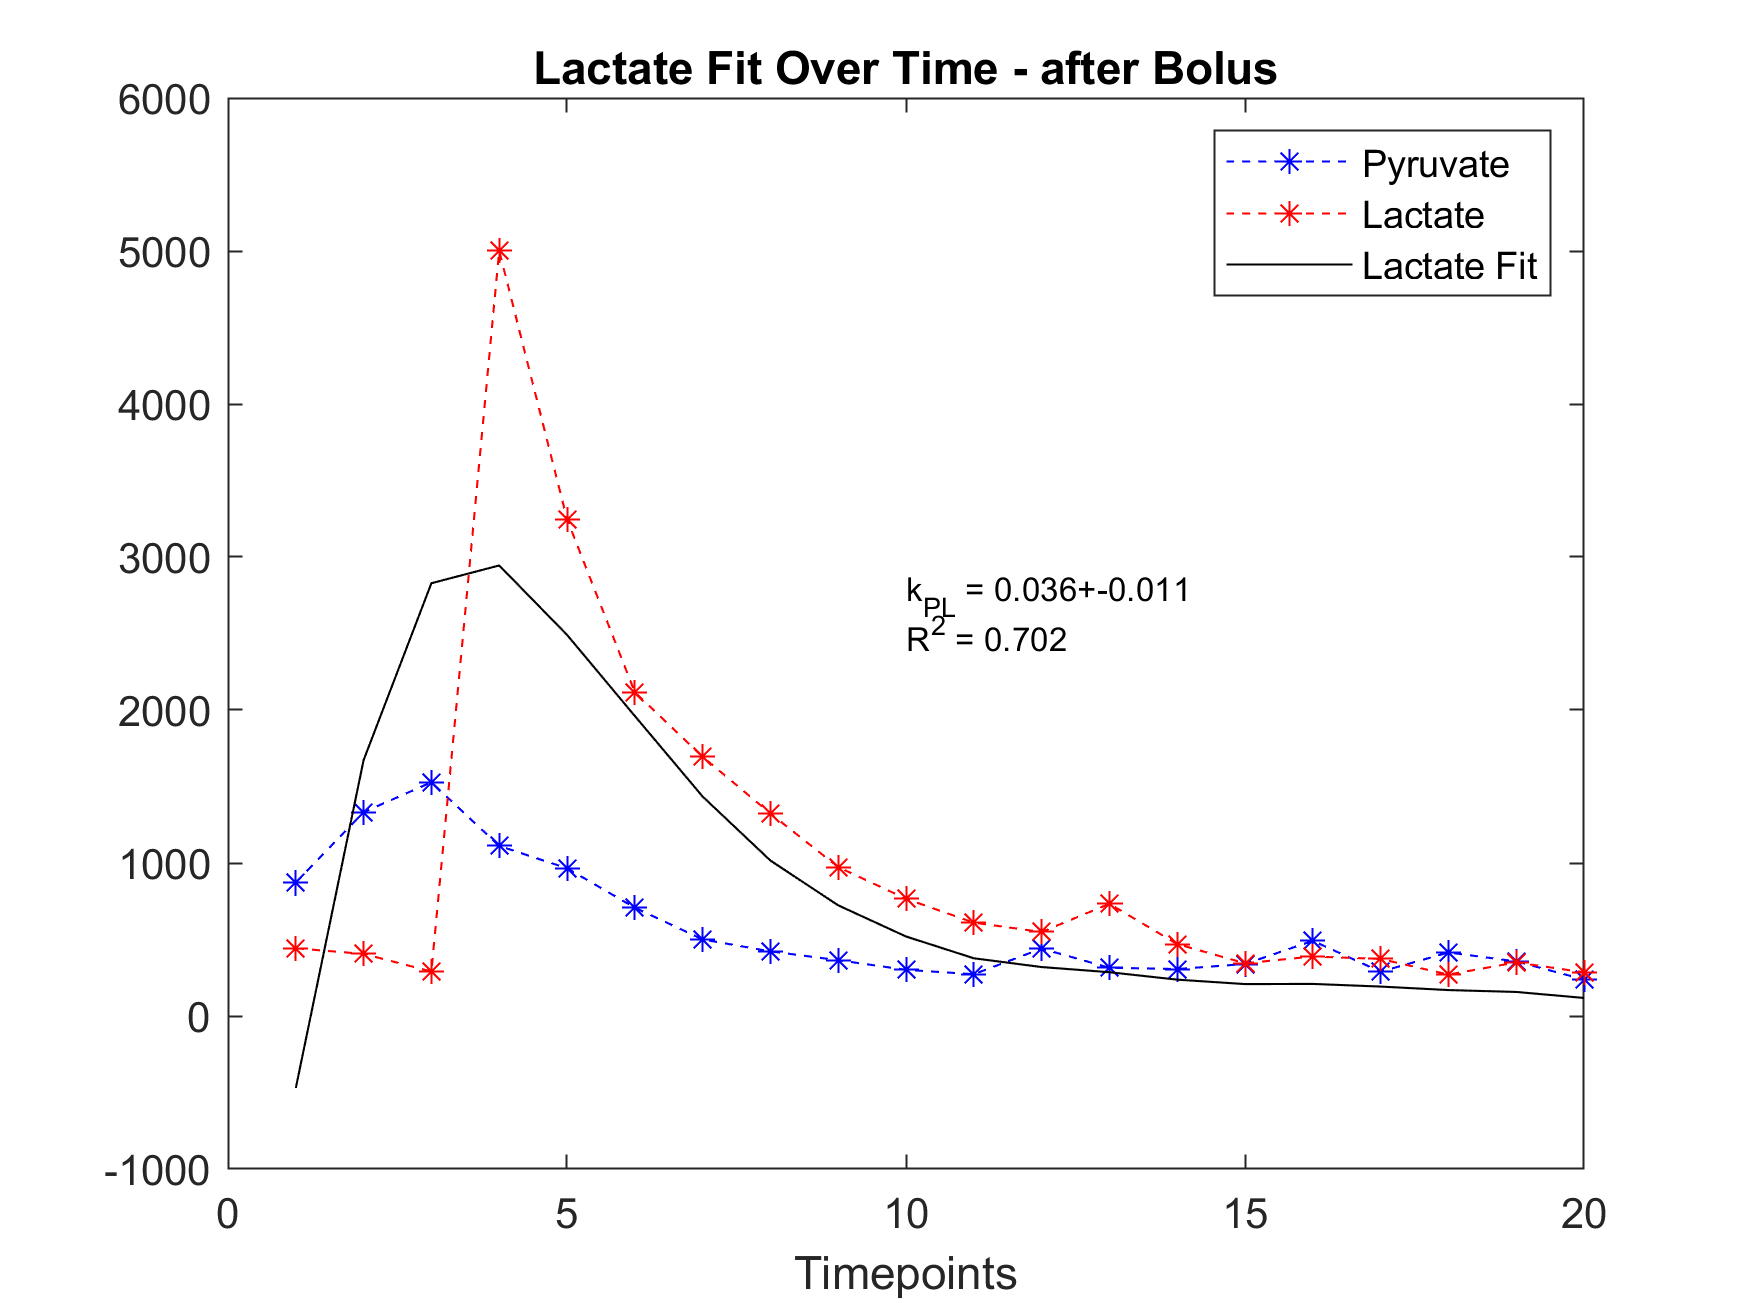 Lactate Fit Over Time - after Bolus
6000
5000
4000
3000
2000
1000
0
-1000
Pyruvate
Lactate
Lactate Fit
kPL = 0.036+-0.011
R2 = 0.702
0 5 10 15 20
Timepoints